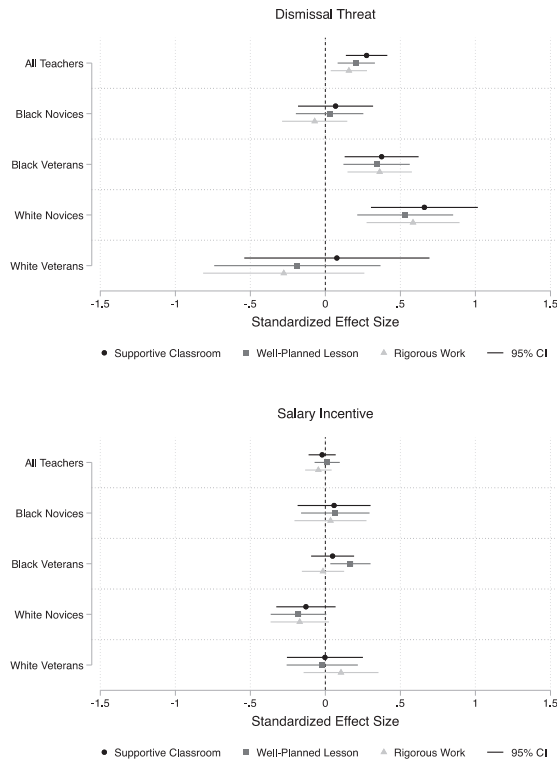 Dismissal Threat
All Teachers
Black Novices
Black Veterans
White Novices
White Veterans
-1.5 -1 -.5 0 .5 1 1.5
Standardized Effect Size
Supportive Classroom Well-Planned Lesson Rigorous Work 95% CI
Salary Incentive
All Teachers
Black Novices
Black Veterans
White Novices
White Veterans
-1.5 -1 -.5 0 .5 1 1.5
Standardized Effect Size
Supportive Classroom Well-Planned Lesson Rigorous Work 95% CI